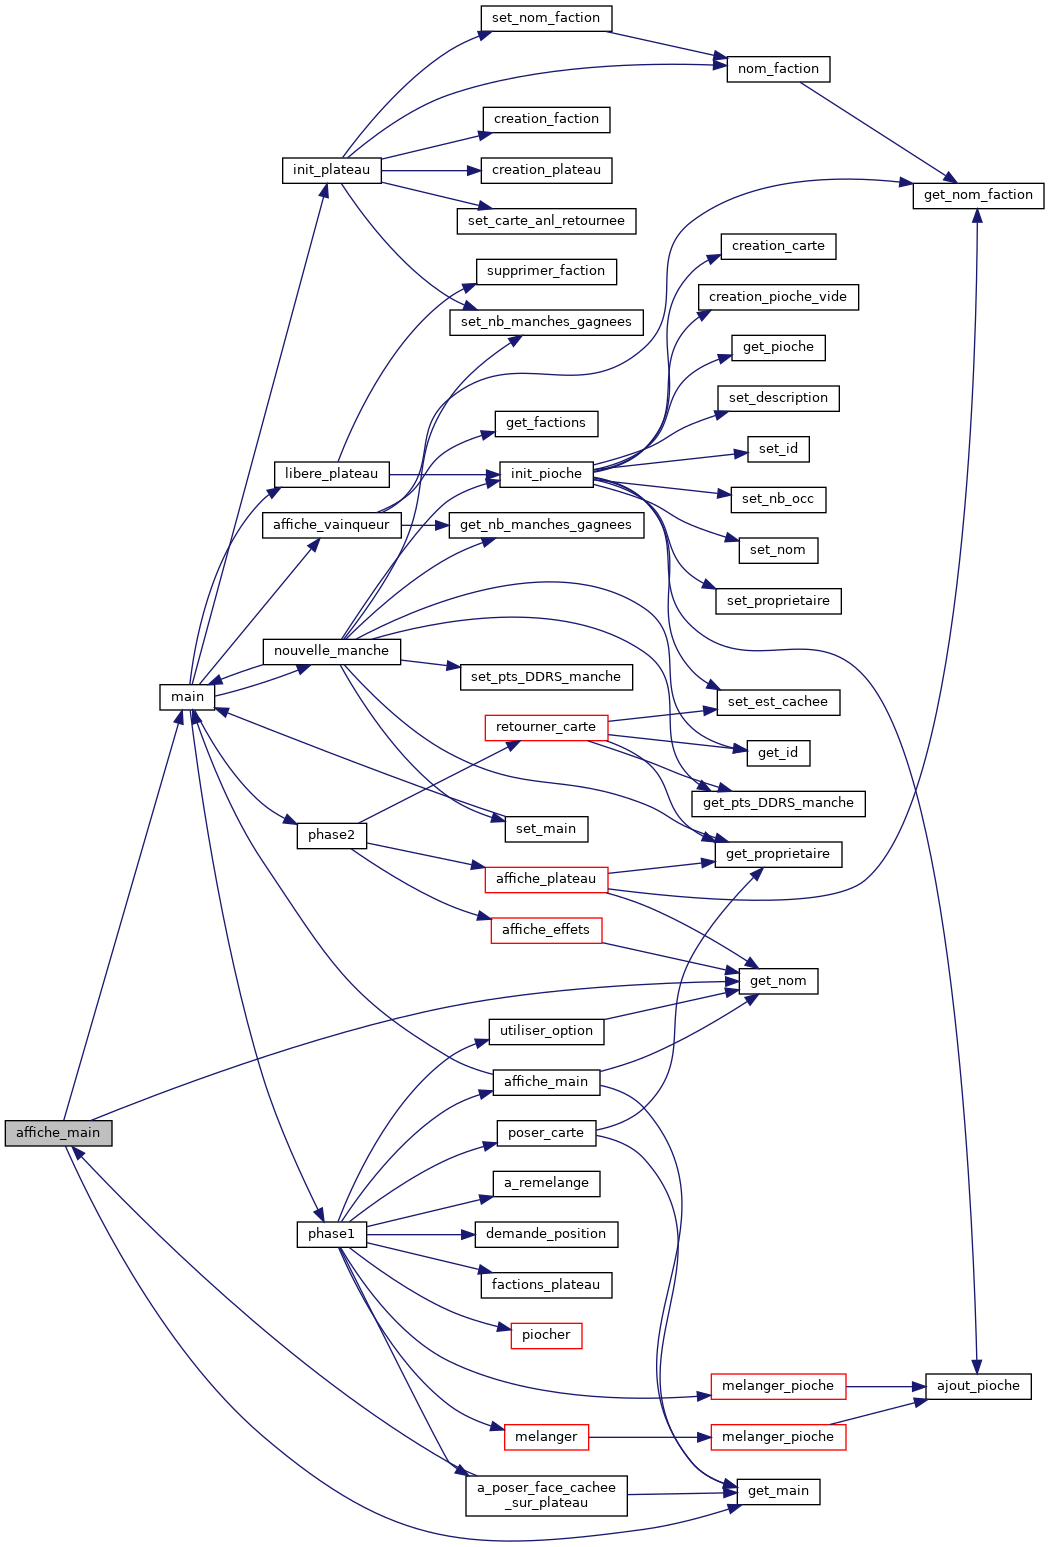 set_nom_faction
nom_faction
creation_faction
init_plateau
creation_plateau
get_nom_faction
set_carte_anl_retournee
creation_carte
supprimer_faction
creation_pioche_vide
set_nb_manches_gagnees
get_pioche
set_description
get_factions
set_id
libere_plateau
init_pioche
set_nb_occ
affiche_vainqueur
get_nb_manches_gagnees
set_nom
set_proprietaire
nouvelle_manche
set_pts_DDRS_manche
main
set_est_cachee
retourner_carte
get_id
get_pts_DDRS_manche
phase2
set_main
get_proprietaire
affiche_plateau
affiche_effets
get_nom
utiliser_option
affiche_main
affiche_main
poser_carte
a_remelange
phase1
demande_position
factions_plateau
piocher
melanger_pioche
ajout_pioche
melanger
melanger_pioche
a_poser_face_cachee
_sur_plateau
get_main